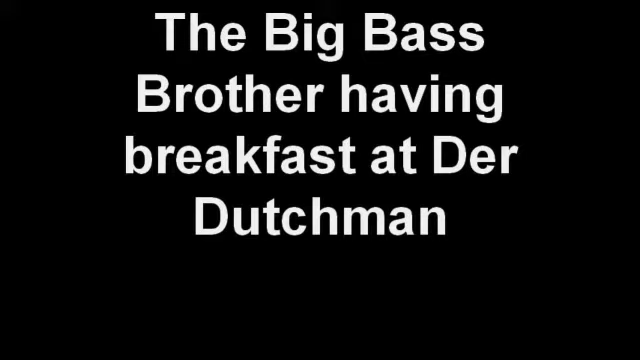 The Big Bass
Brother having
breakfast at Der
Dutchman